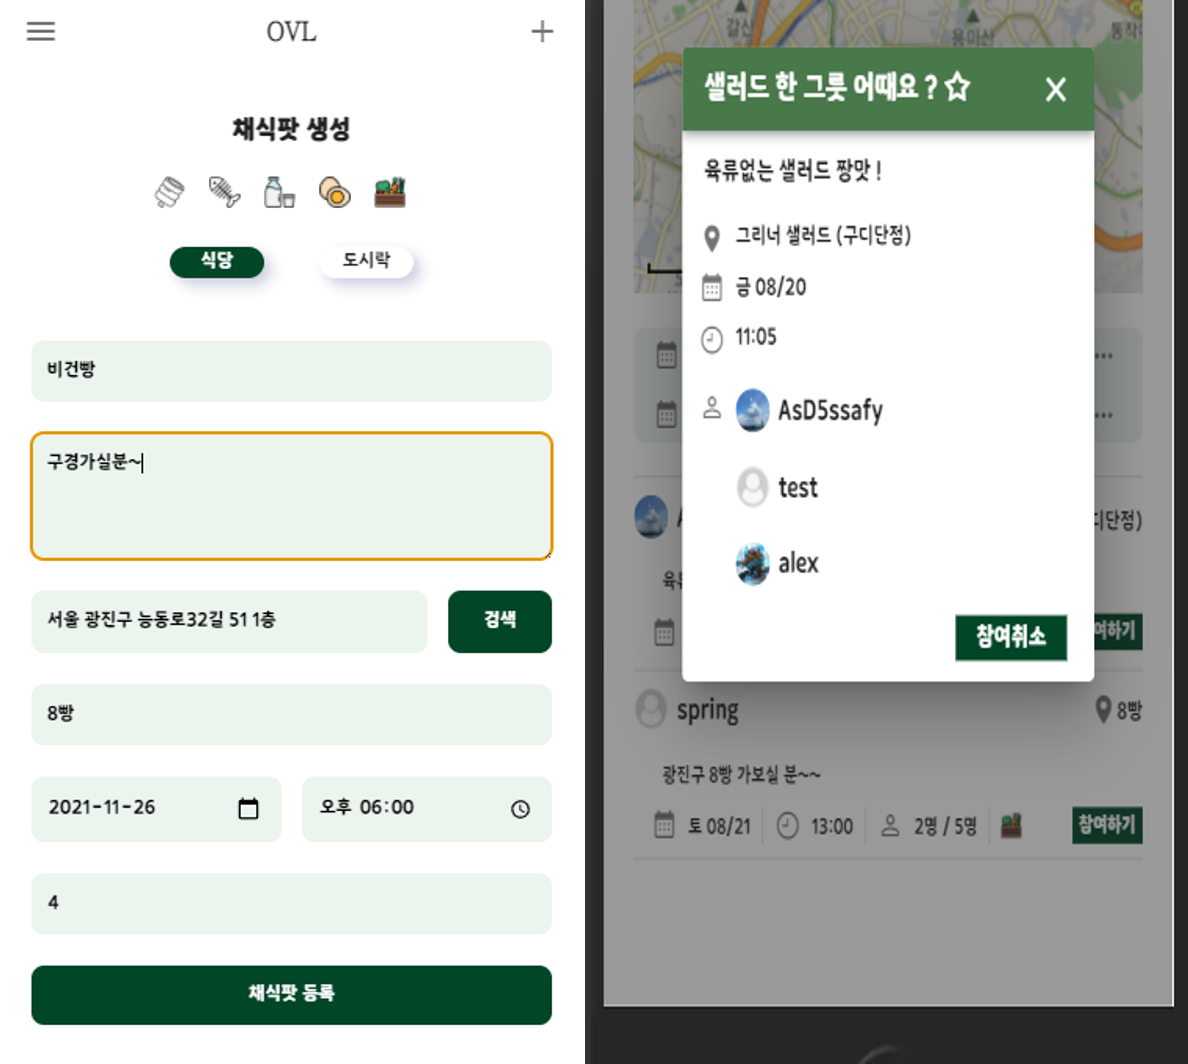 OVL
채식팟 생성
식당
도시락
비건빵
구경가실분~
서울 광진구 능동로32길 51 1층
검색
8빵
2021-11-26
오후 06:00
4
채식팟 등록
갈산
용마산
샐러드 한 그릇 어때요 ? ☆
육류없는 샐러드 짱맛 !
그리너 샐러드 (구디단점)
금 08/20
11:05
AsD5ssafy
test
alex
참여취소
디단점)
여하기
spring
8빵
광진구 8빵 가보실 분~~
토 08/21
13:00
2명 / 5명
참여하기